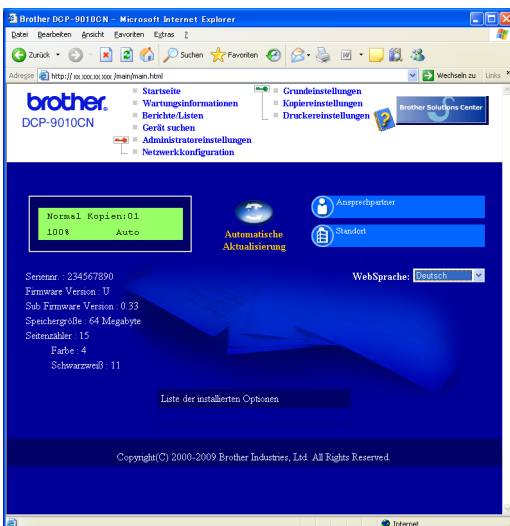 Brother DCP-9010CN – Microsoft Internet Explorer
Datei Bearbeiten Ansicht Favoriten Extras ?
Zurück Suchen Favoriten
Adresse http://xx.xxx.xx.xxx /main/main.html Wechseln zu Links »
brother.
DCP-9010CN
Startseite
Wartungsinformationen
Berichte/Listen
Gerät suchen
Administratoreinstellungen
Netzwerkkonfiguration
Grundeinstellungen
Kopiereinstellungen
Druckereinstellungen
Brother Solutions Center
Normal Kopien:01
100% Auto
Automatische
Aktualisierung
Ansprechpartner
Standort
Seriennr. : 234567890
Firmware Version : U
Sub Firmware Version : 0.33
Speichergröße : 64 Megabyte
Seitenzähler : 15
Farbe : 4
Schwarzweiß : 11
WebSprache: Deutsch
Liste der installierten Optionen
Copyright(C) 2000-2009 Brother Industries, Ltd. All Rights Reserved.
Internet